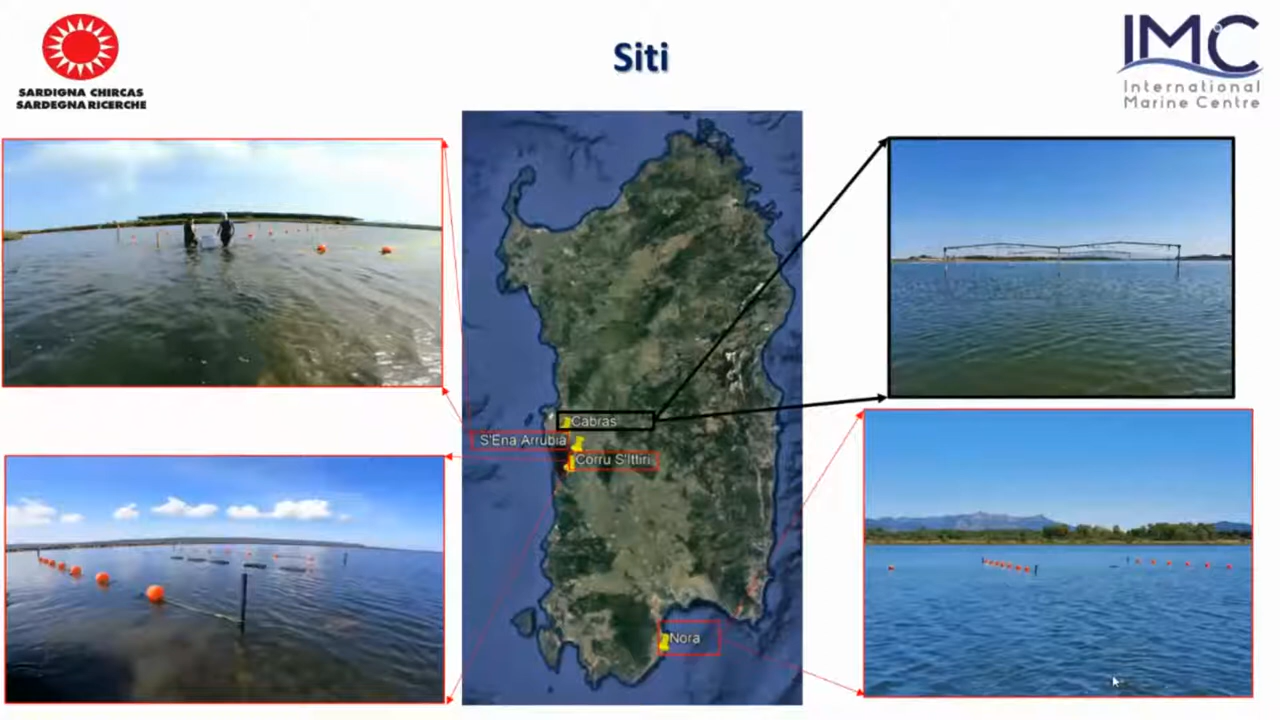 SARDIGNA CHIRCAS
SARDEGNA RICERCHE
Siti
IMC
International
Marine Centre
Cabras
S'Ena Arrubia
Corru S'Ittiri
Nora